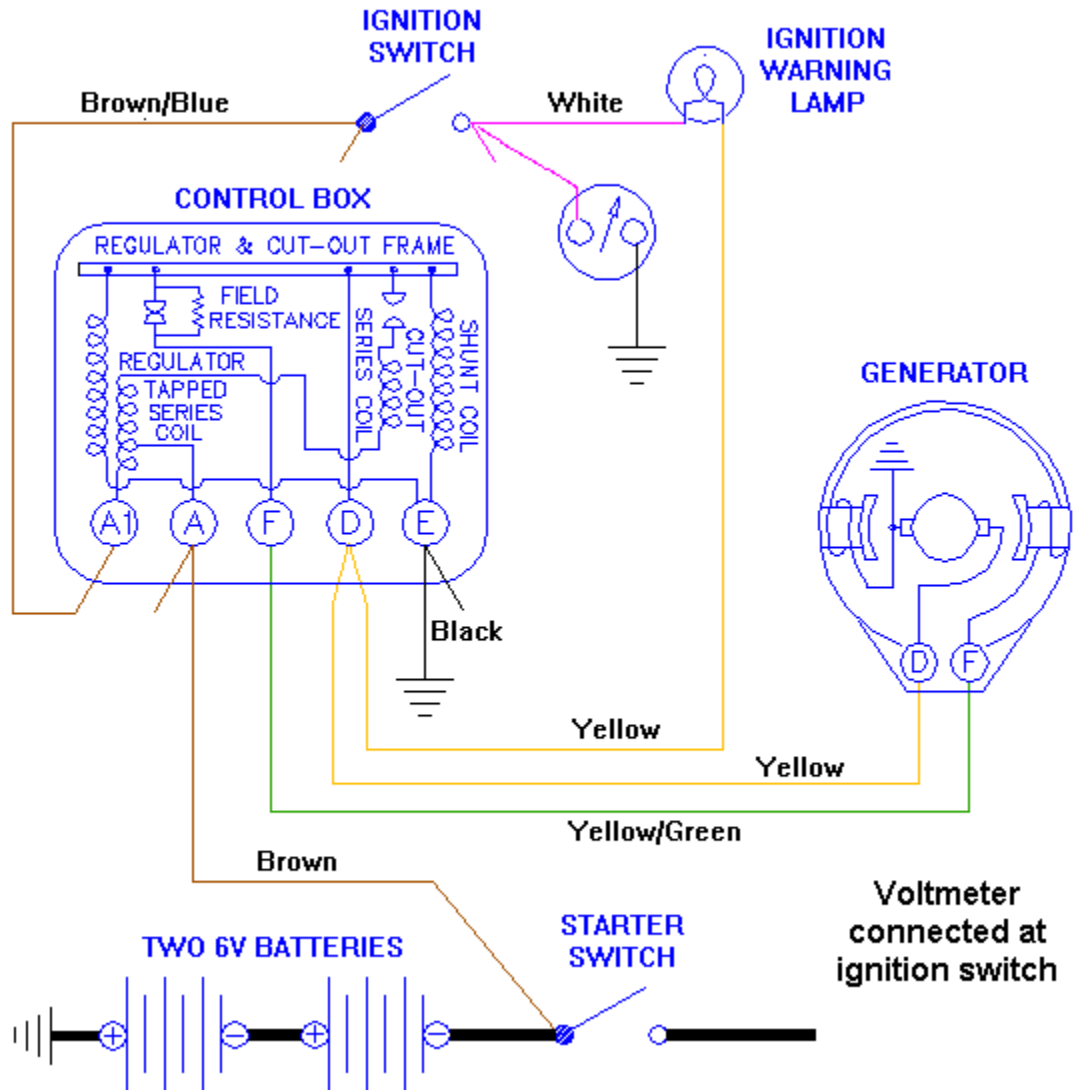 IGNITION
SWITCH
IGNITION
WARNING
LAMP
Brown/Blue
White
CONTROL BOX
REGULATOR & CUT-OUT FRAME
FIELD
RESISTANCE
SERIES COIL
CUT-OUT
SHUNT COIL
REGULATOR
TAPPED
SERIES
COIL
GENERATOR
A1 A F D E
Black
D F
Yellow
Yellow
Yellow/Green
Brown
Voltmeter
connected at
ignition switch
TWO 6V BATTERIES
STARTER
SWITCH
+ - + -